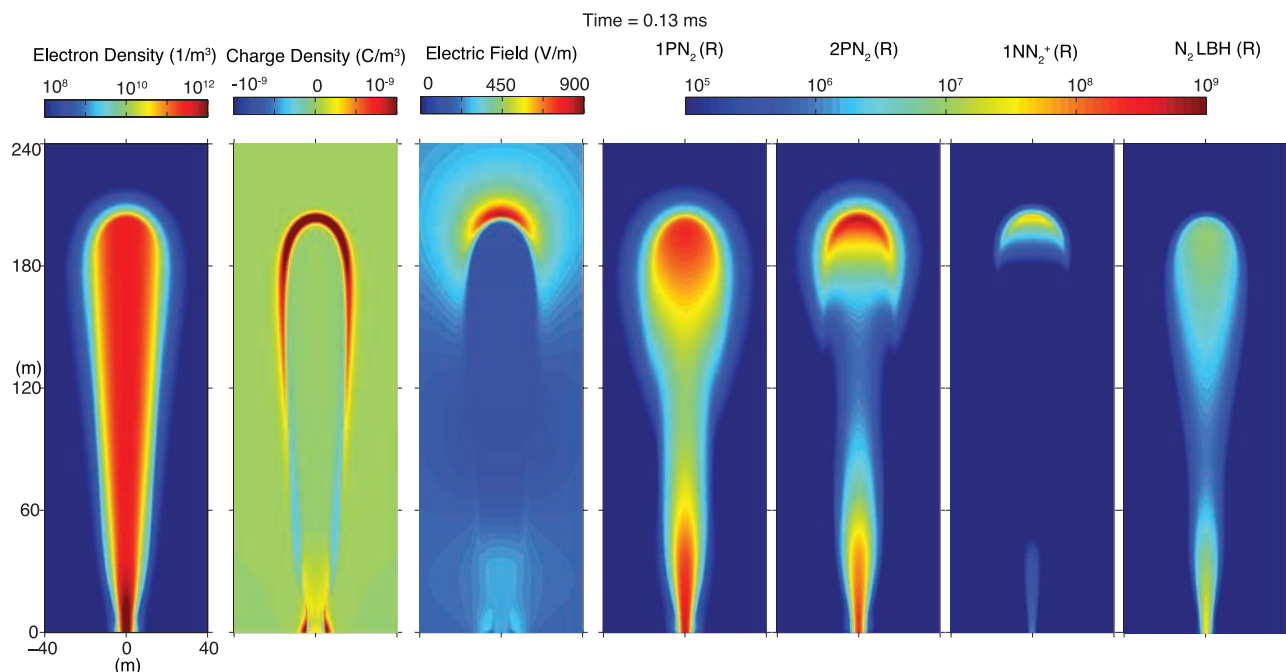 Time = 0.13 ms
Electron Density (1/m³)
Charge Density (C/m³)
Electric Field (V/m)
1PN₂ (R)
2PN₂ (R)
1NN₂⁺ (R)
N₂ LBH (R)
10⁸ 10¹⁰ 10¹²
-10⁻⁹ 0 1⁰-⁹
0 450 900
10⁵ 10⁶ 10⁷ 10⁸ 10⁹
240
180
(m)
120
60
0
−40 0 40
(m)